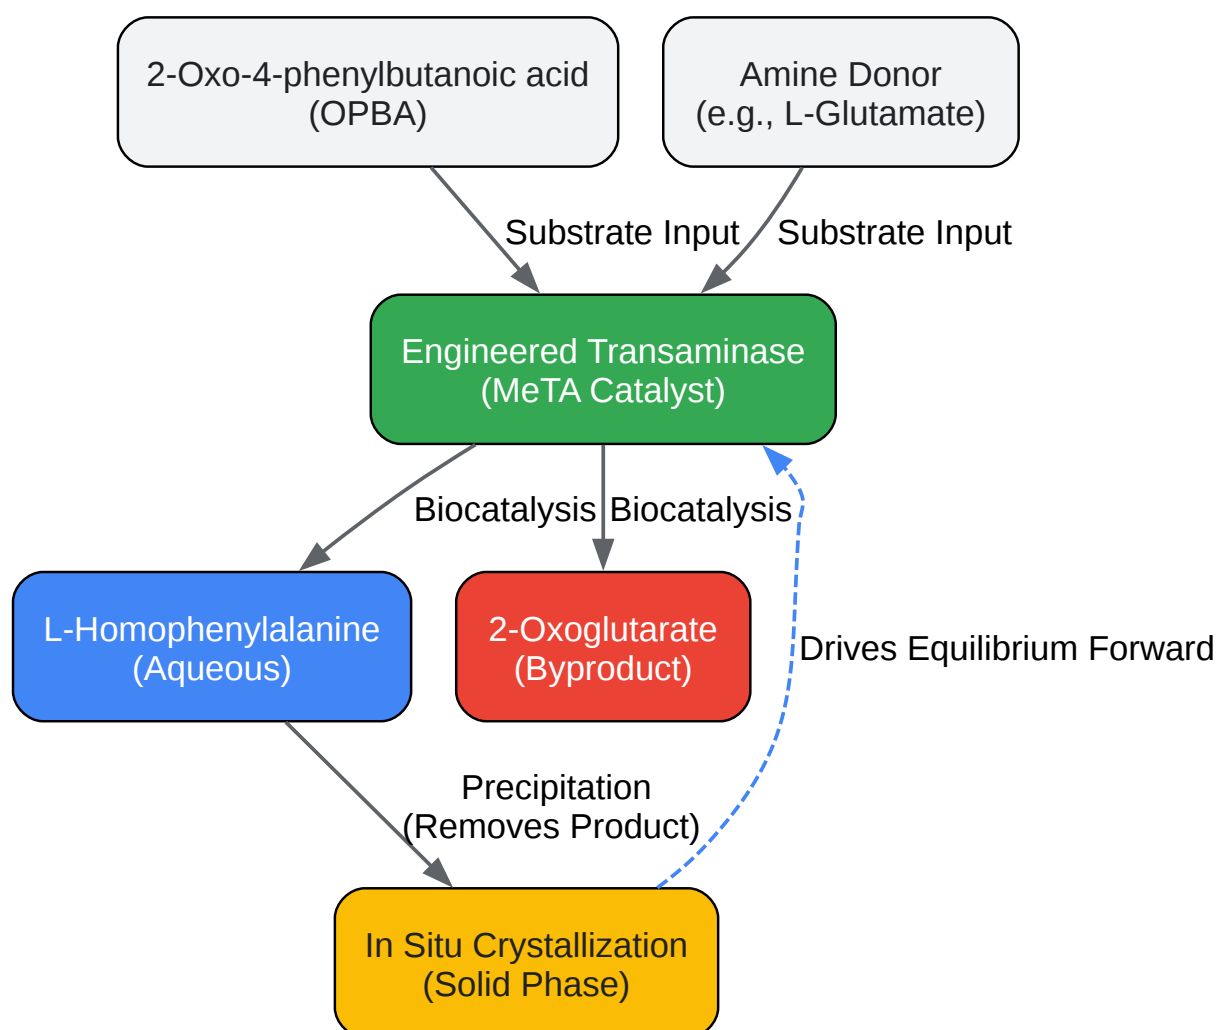 2-Oxo-4-phenylbutanoic acid
(OPBA)
Amine Donor
(e.g., L-Glutamate)
Substrate Input
Substrate Input
Engineered Transaminase
(MeTA Catalyst)
Biocatalysis
Biocatalysis
L-Homophenylalanine
(Aqueous)
2-Oxoglutarate
(Byproduct)
Drives Equilibrium Forward
Precipitation
(Removes Product)
In Situ Crystallization
(Solid Phase)